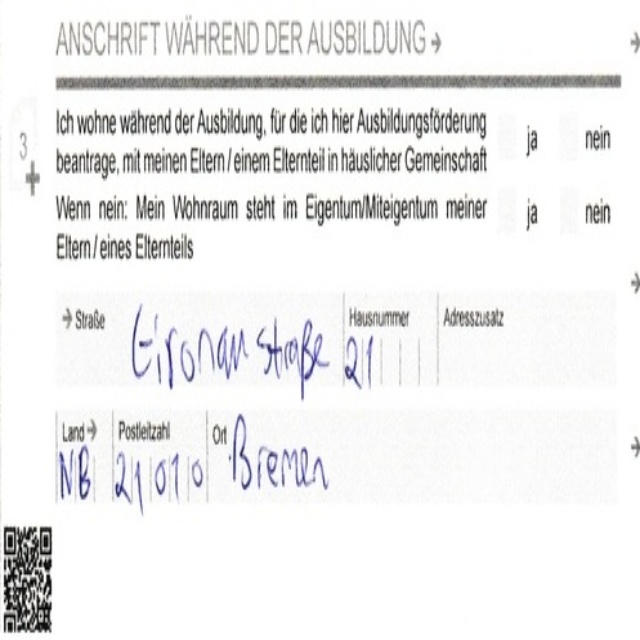 ANSCHRIFT WÄHREND DER AUSBILDUNG →
3
Ich wohne während der Ausbildung, für die ich hier Ausbildungsförderung ja nein
beantrage, mit meinen Eltern / einem Elternteil in häuslicher Gemeinschaft
Wenn nein: Mein Wohnraum steht im Eigentum/Miteigentum meiner ja nein
Eltern / eines Elternteils
→ Straße Hausnummer Adresszusatz
straße 21
Land → Postleitzahl Ort
NB 21010 Bremen